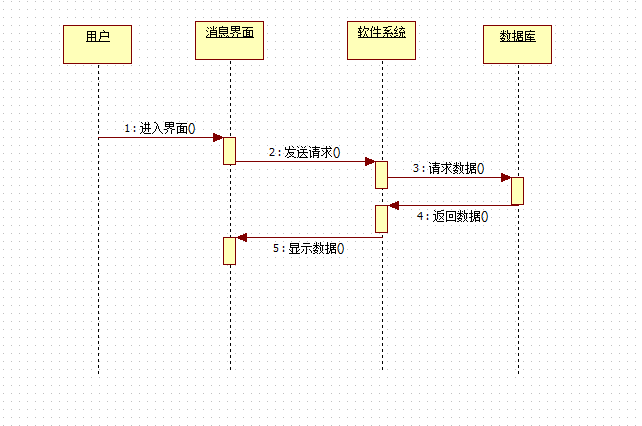 用户
消息界面
软件系统
数据库
1：进入界面()
2：发送请求()
3：请求数据()
4：返回数据()
5：显示数据()